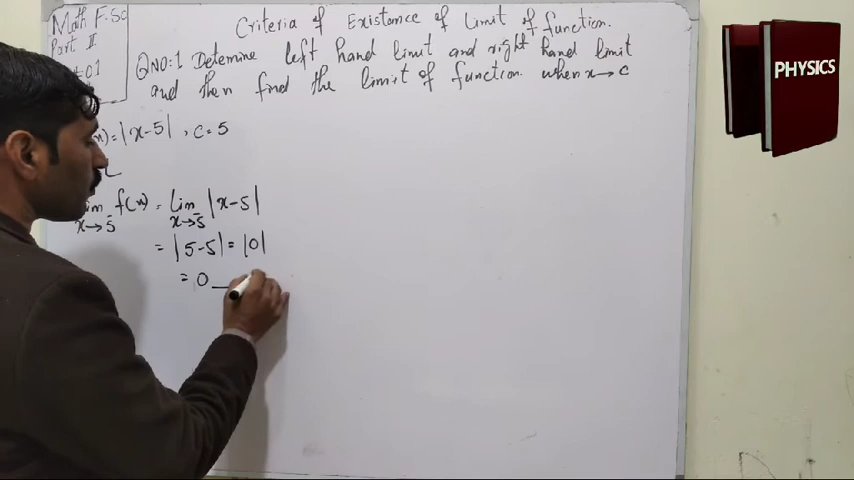 Math F.Sc
Part II
Criteria of Existence of Limit of function.
QNO:1 Detemine left hand limit and right hand limit
and then find the limit of function. when x→c
= |x-5| , c=5
lim f(x) = lim |x-5|
x→5⁻ x→5⁻
= |5-5| = |0|
= 0
PHYSICS